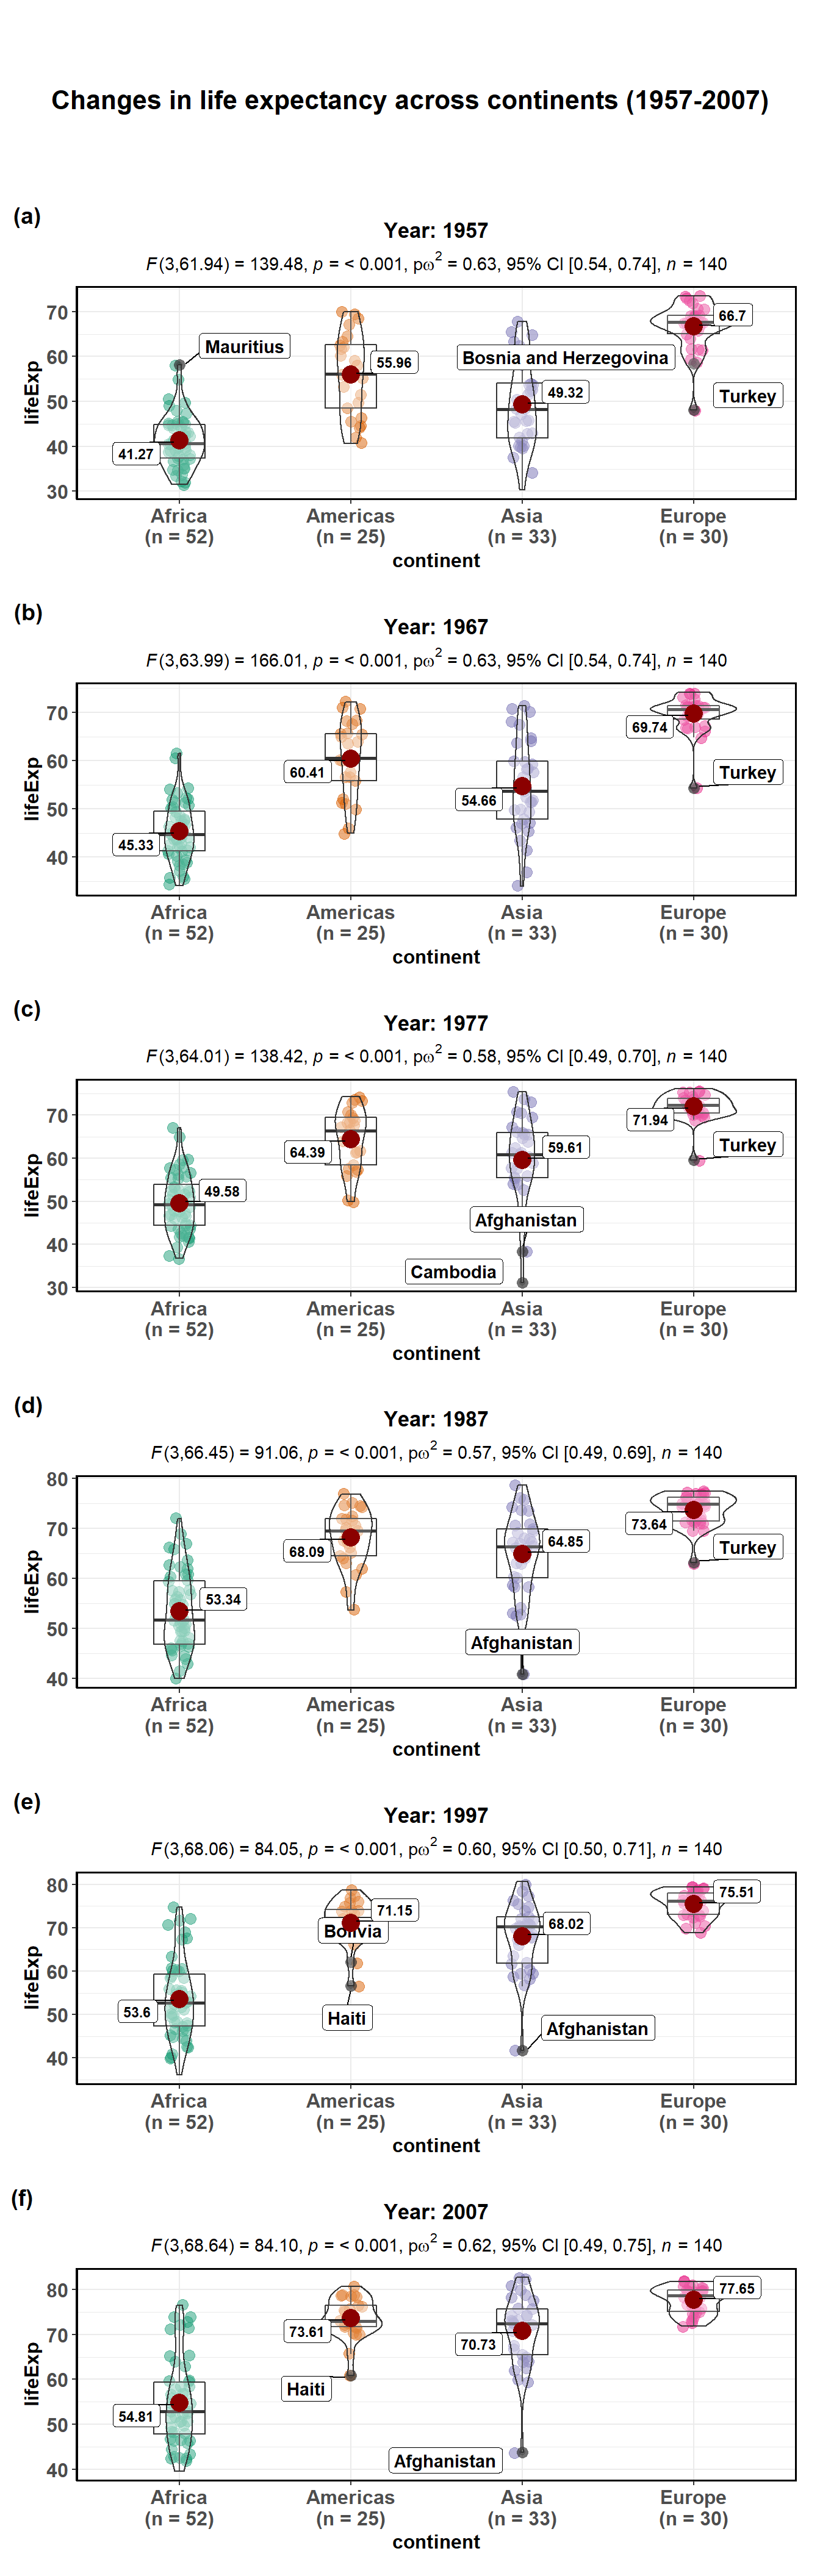 Changes in life expectancy across continents (1957-2007)
(a)
Year: 1957
F(3,61.94) = 139.48, p = < 0.001, pω² = 0.63, 95% CI [0.54, 0.74], n = 140
lifeExp
70
60
50
40
30
Mauritius
41.27
55.96
Bosnia and Herzegovina
49.32
66.7
Turkey
Africa Americas Asia Europe
(n = 52) (n = 25) (n = 33) (n = 30)
continent
(b)
Year: 1967
F(3,63.99) = 166.01, p = < 0.001, pω² = 0.63, 95% CI [0.54, 0.74], n = 140
lifeExp
70
60
50
40
45.33
60.41
54.66
69.74
Turkey
Africa Americas Asia Europe
(n = 52) (n = 25) (n = 33) (n = 30)
continent
(c)
Year: 1977
F(3,64.01) = 138.42, p = < 0.001, pω² = 0.58, 95% CI [0.49, 0.70], n = 140
lifeExp
70
60
50
40
30
49.58
64.39
59.61
Afghanistan
Cambodia
71.94
Turkey
Africa Americas Asia Europe
(n = 52) (n = 25) (n = 33) (n = 30)
continent
(d)
Year: 1987
F(3,66.45) = 91.06, p = < 0.001, pω² = 0.57, 95% CI [0.49, 0.69], n = 140
lifeExp
80
70
60
50
40
53.34
68.09
64.85
Afghanistan
73.64
Turkey
Africa Americas Asia Europe
(n = 52) (n = 25) (n = 33) (n = 30)
continent
(e)
Year: 1997
F(3,68.06) = 84.05, p = < 0.001, pω² = 0.60, 95% CI [0.50, 0.71], n = 140
lifeExp
80
70
60
50
40
53.6
71.15
Bolivia
Haiti
68.02
Afghanistan
75.51
Africa Americas Asia Europe
(n = 52) (n = 25) (n = 33) (n = 30)
continent
(f)
Year: 2007
F(3,68.64) = 84.10, p = < 0.001, pω² = 0.62, 95% CI [0.49, 0.75], n = 140
lifeExp
80
70
60
50
40
54.81
73.61
Haiti
70.73
Afghanistan
77.65
Africa Americas Asia Europe
(n = 52) (n = 25) (n = 33) (n = 30)
continent